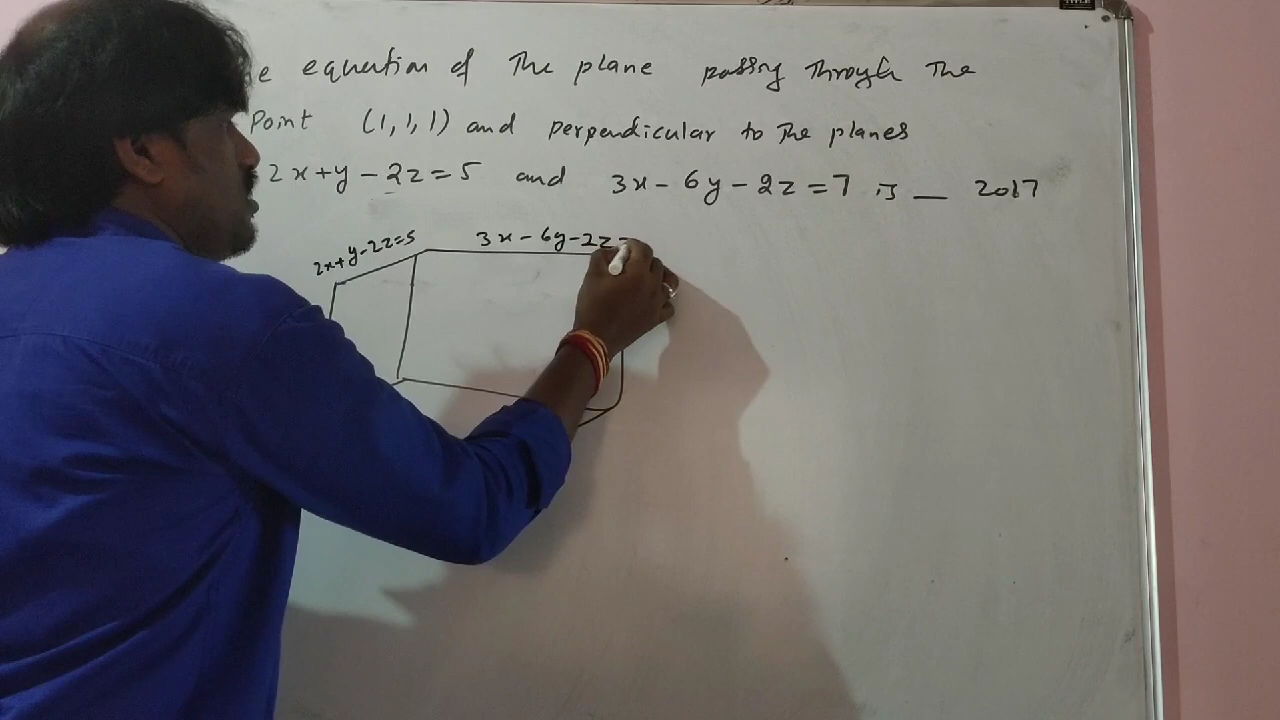 e equation of The plane passing Through The
Point (1,1,1) and perpendicular to The planes
2x+y-2z=5 and 3x-6y-2z=7 is __ 2017
2x+y-2z=5
3x-6y-2z=